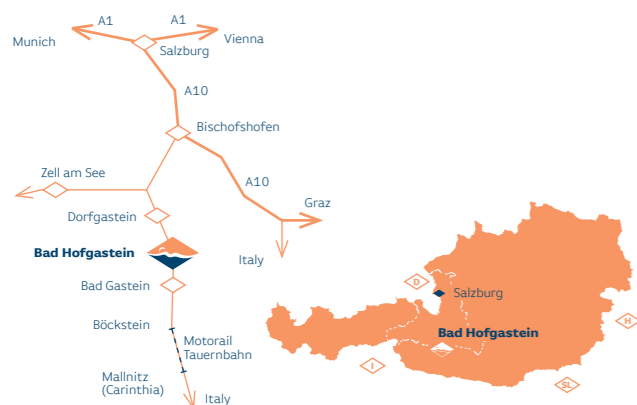 A1
A1
Munich
Vienna
Salzburg
A10
Bischofshofen
Zell am See
A10
Graz
Dorfgastein
Bad Hofgastein
Italy
Bad Gastein
Böckstein
Motorail
Tauernbahn
Mallnitz
(Carinthia)
Italy
D
Salzburg
H
Bad Hofgastein
I
SL